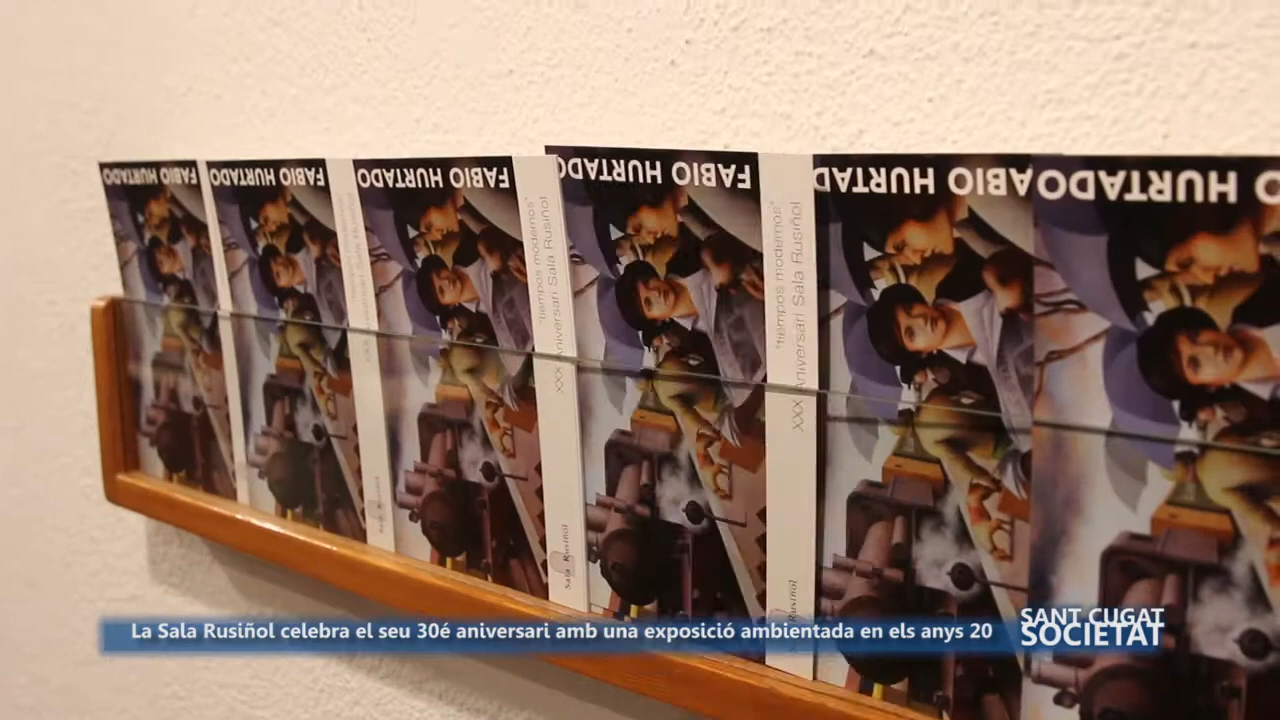 FABIO HURTADO
FABIO HURTADO
FABIO HURTADO
FABIO HURTADO
FABIO HURTADO
HURTADO
"tiempos modernos"
XXX Aniversari Sala Rusiñol
"tiempos modernos"
XXX Aniversari Sala Rusiñol
Sala Rusiñol
Sala Rusiñol
La Sala Rusiñol celebra el seu 30é aniversari amb una exposició ambientada en els anys 20
SANT CUGAT
SOCIETAT